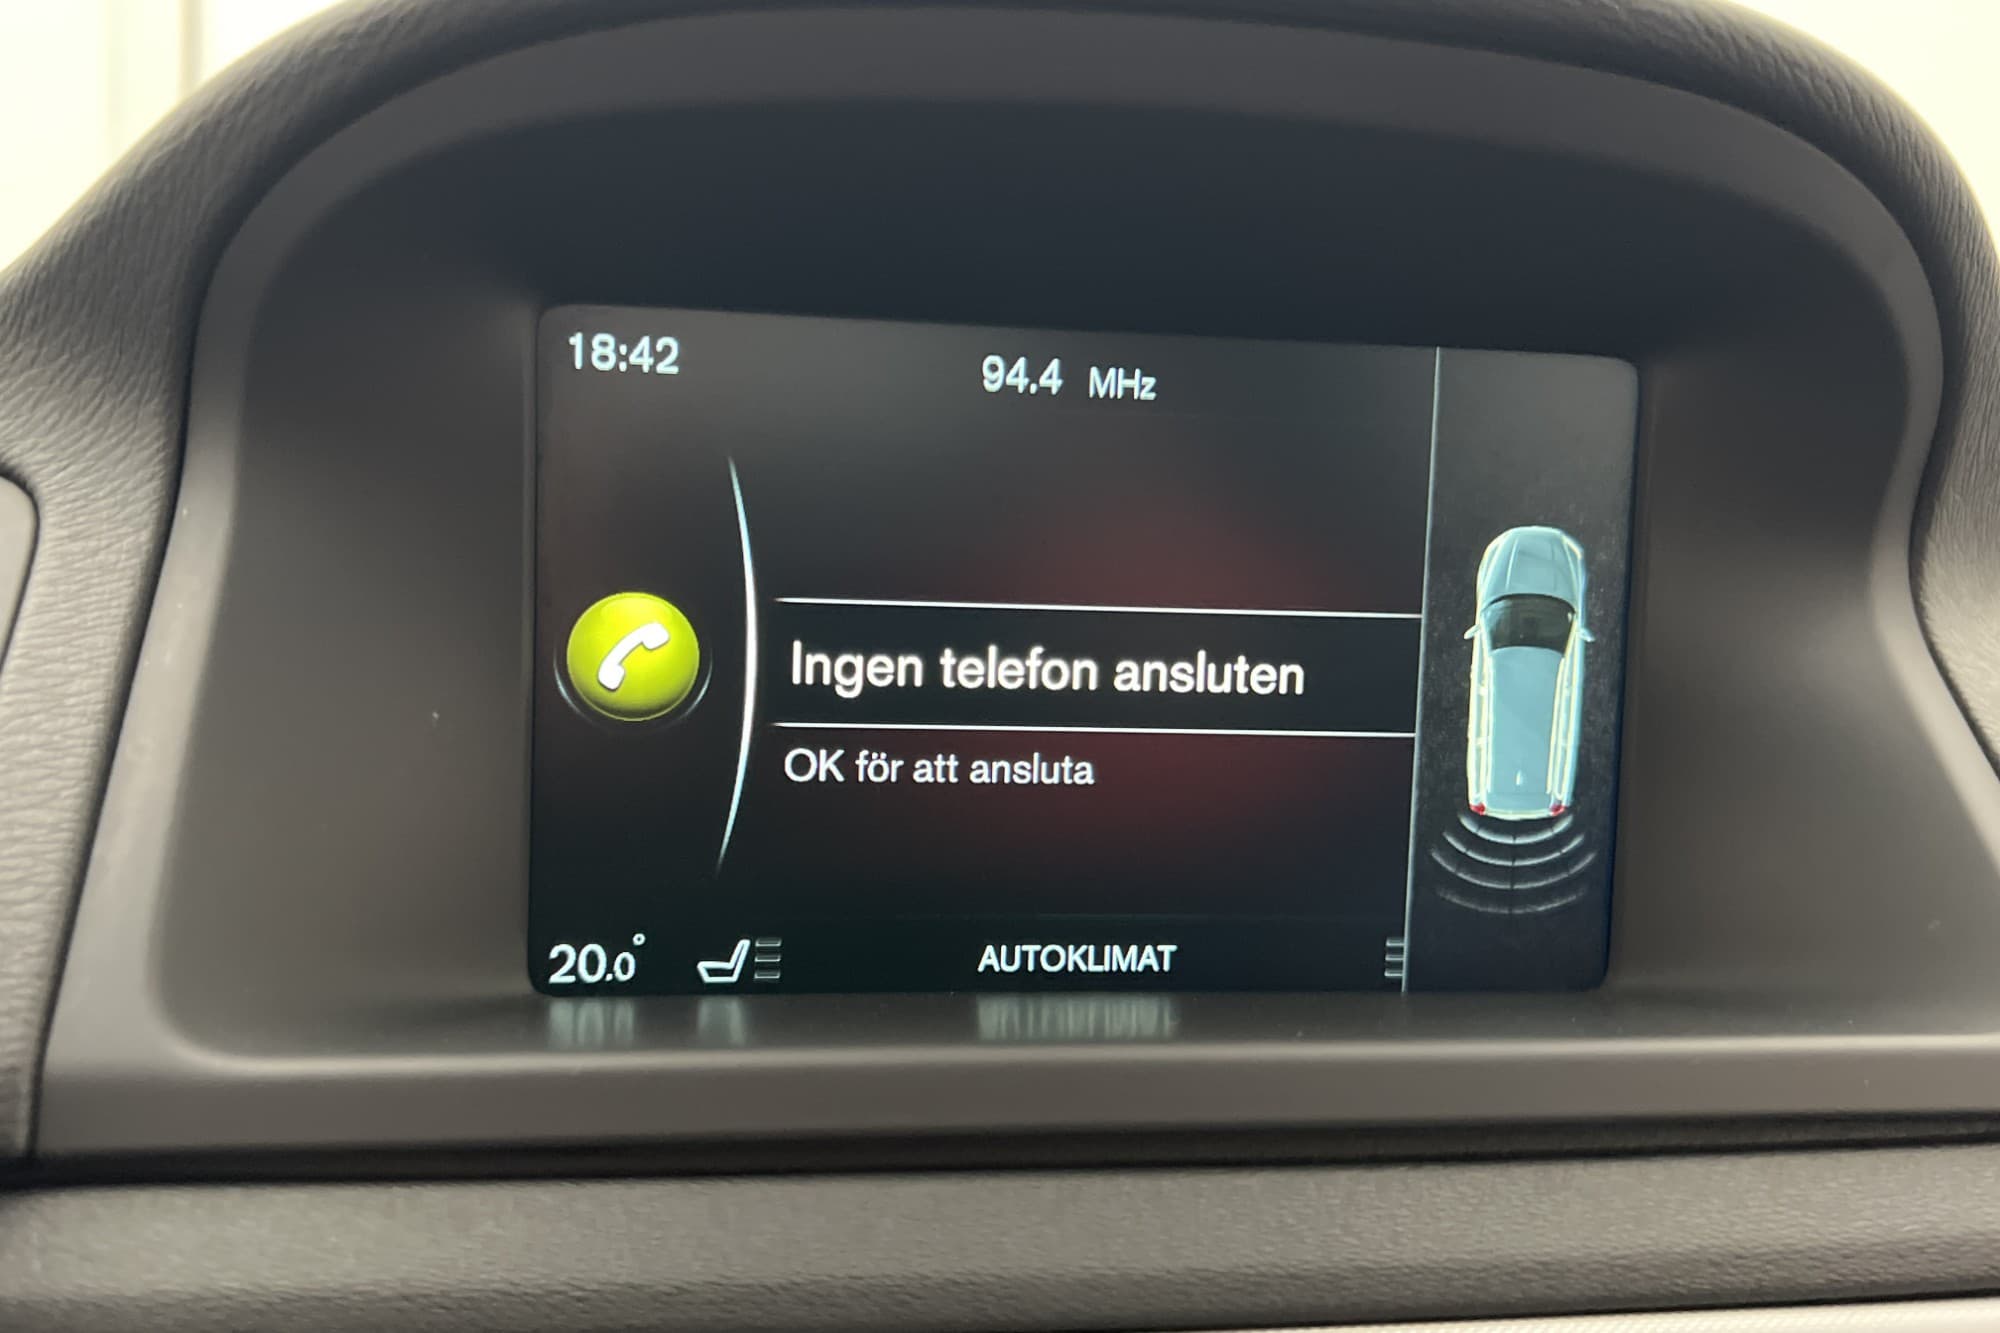 18:42
94.4 MHz
Ingen telefon ansluten
OK för att ansluta
20.0°
AUTOKLIMAT